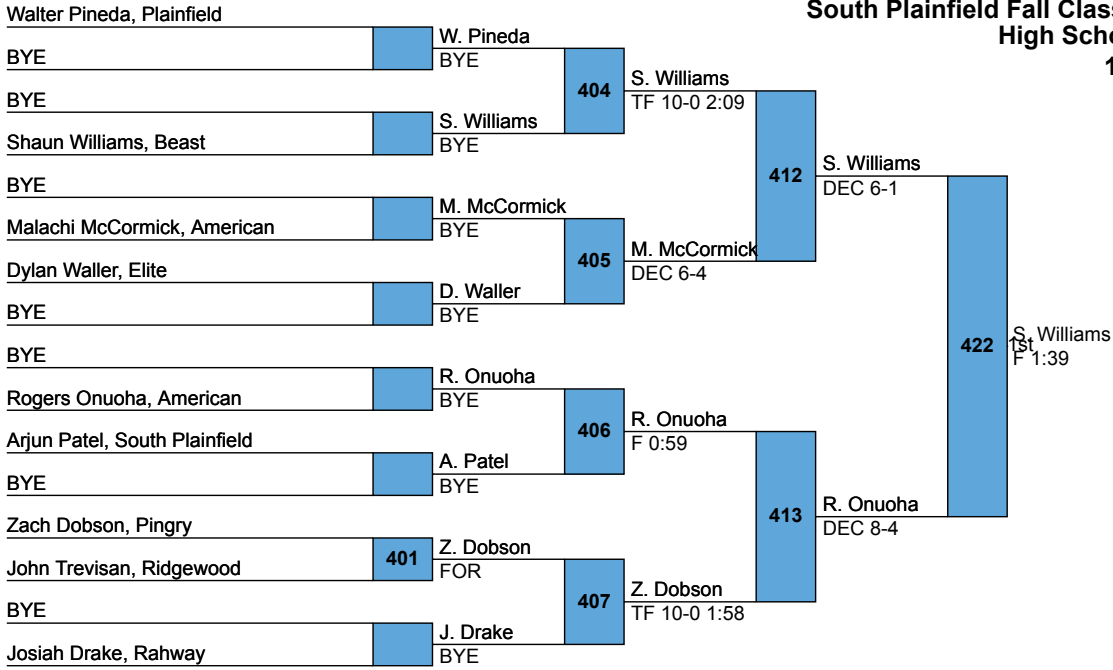 South Plainfield Fall Class
High Scho
1
Walter Pineda, Plainfield
BYE
BYE
Shaun Williams, Beast
BYE
Malachi McCormick, American
Dylan Waller, Elite
BYE
BYE
Rogers Onuoha, American
Arjun Patel, South Plainfield
BYE
Zach Dobson, Pingry
401
John Trevisan, Ridgewood
BYE
Josiah Drake, Rahway
W. Pineda
BYE
404
S. Williams
BYE
M. McCormick
BYE
405
D. Waller
BYE
R. Onuoha
BYE
406
A. Patel
BYE
Z. Dobson
FOR
407
J. Drake
BYE
S. Williams
TF 10-0 2:09
412
M. McCormick
DEC 6-4
R. Onuoha
F 0:59
413
Z. Dobson
TF 10-0 1:58
S. Williams
DEC 6-1
422
R. Onuoha
DEC 8-4
S. Williams
1st
F 1:39